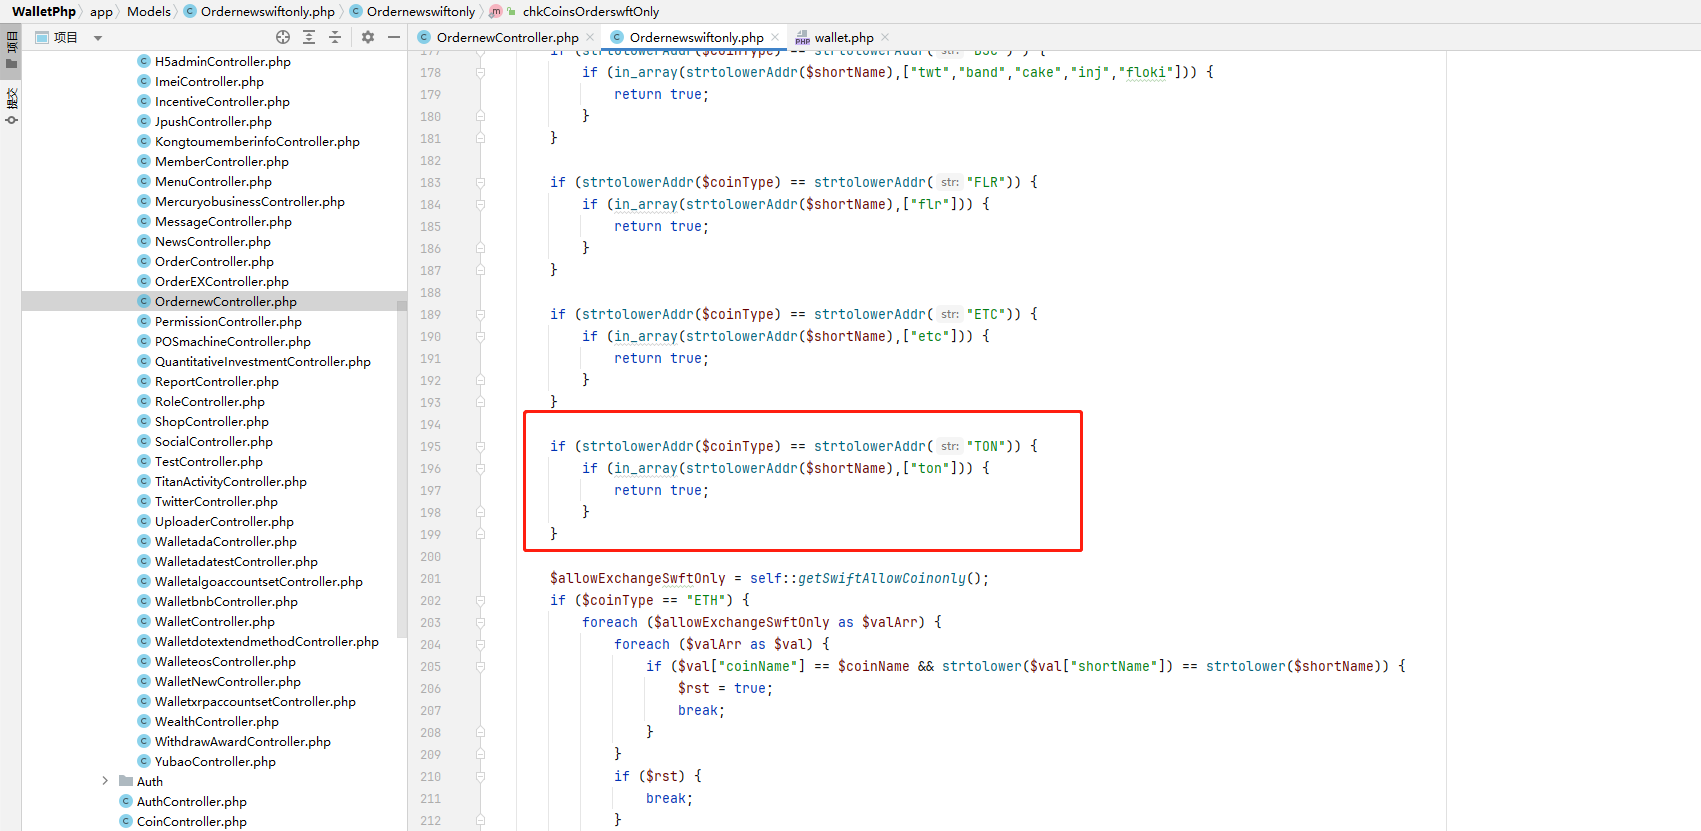 WalletPhp app Models Ordernewswiftonly.php Ordernewswiftonly m chkCoinsOrderswftOnly
项目
提交
项目
H5adminController.php
ImeiController.php
IncentiveController.php
JpushController.php
KongtoumemberinfoController.php
MemberController.php
MenuController.php
MercuryobusinessController.php
MessageController.php
NewsController.php
OrderController.php
OrderEXController.php
OrdernewController.php
PermissionController.php
POSmachineController.php
QuantitativeInvestmentController.php
ReportController.php
RoleController.php
ShopController.php
SocialController.php
TestController.php
TitanActivityController.php
TwitterController.php
UploaderController.php
WalletadaController.php
WalletadatestController.php
WalletalgoaccountsetController.php
WalletbnbController.php
WalletController.php
WalletdotextendmethodController.php
WalleteosController.php
WalletNewController.php
WalletxrpaccountsetController.php
WealthController.php
WithdrawAwardController.php
YubaoController.php
Auth
AuthController.php
CoinController.php
OrdernewController.php Ordernewswiftonly.php wallet.php
177 if (strtolowerAddr($coinType) == strtolowerAddr( str: "BSC")) {
178 if (in_array(strtolowerAddr($shortName),["twt","band","cake","inj","floki"])) {
179 return true;
180 }
181 }
182
183 if (strtolowerAddr($coinType) == strtolowerAddr( str: "FLR")) {
184 if (in_array(strtolowerAddr($shortName),["flr"])) {
185 return true;
186 }
187 }
188
189 if (strtolowerAddr($coinType) == strtolowerAddr( str: "ETC")) {
190 if (in_array(strtolowerAddr($shortName),["etc"])) {
191 return true;
192 }
193 }
194
195 if (strtolowerAddr($coinType) == strtolowerAddr( str: "TON")) {
196 if (in_array(strtolowerAddr($shortName),["ton"])) {
197 return true;
198 }
199 }
200
201 $allowExchangeSwftOnly = self::getSwiftAllowCoinonly();
202 if ($coinType == "ETH") {
203 foreach ($allowExchangeSwftOnly as $valArr) {
204 foreach ($valArr as $val) {
205 if ($val["coinName"] == $coinName && strtolower($val["shortName"]) == strtolower($shortName)) {
206 $rst = true;
207 break;
208 }
209 }
210 if ($rst) {
211 break;
212 }